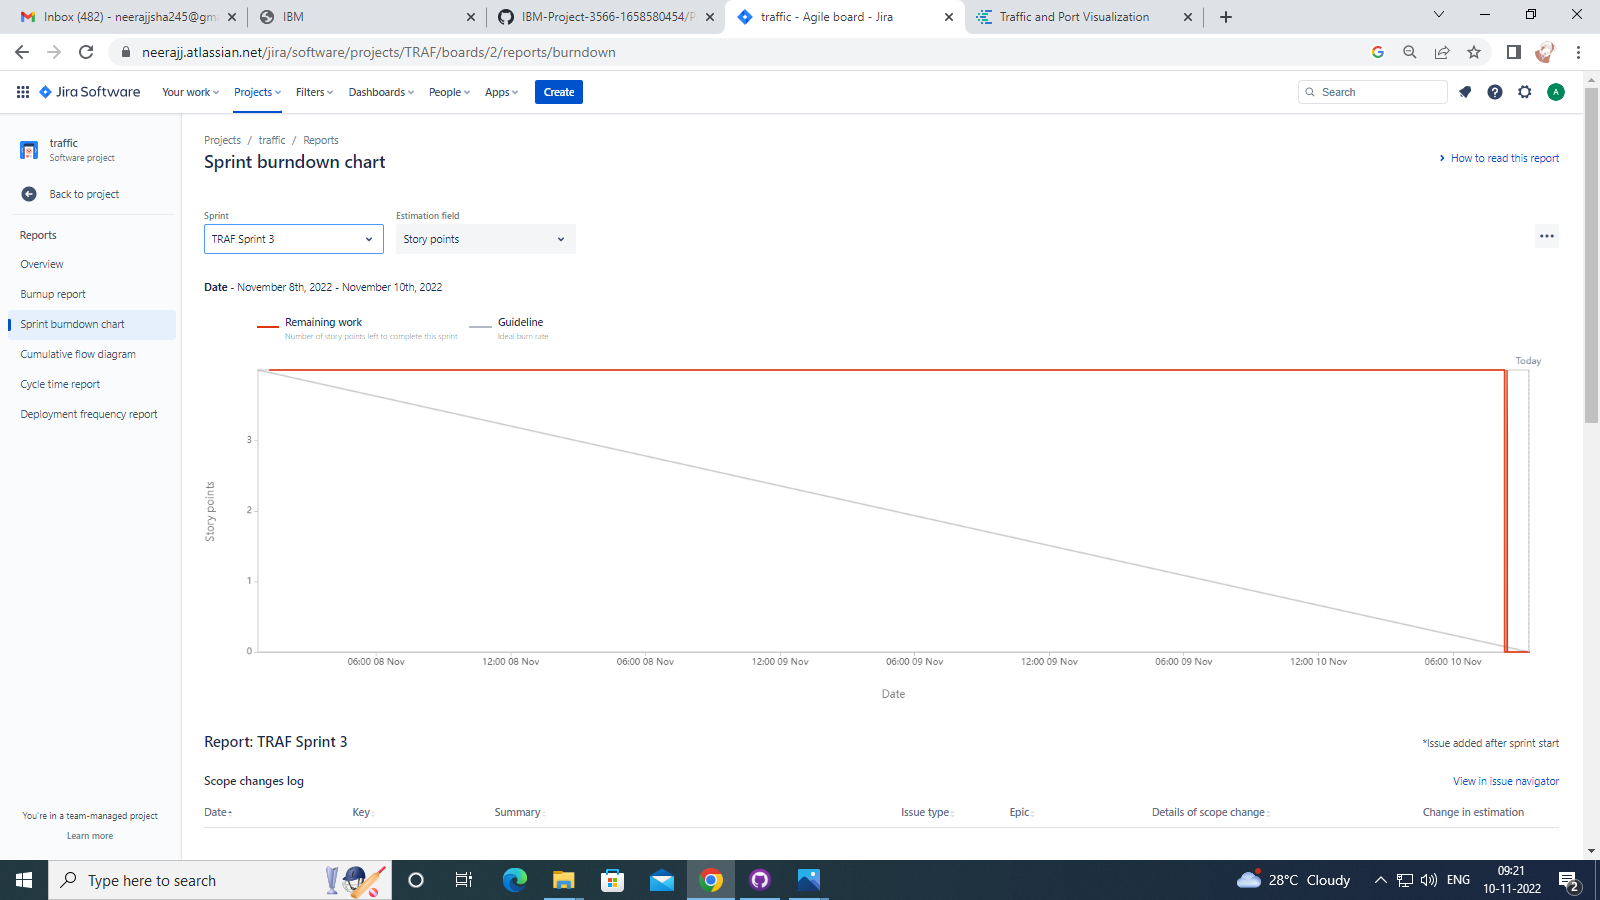 Inbox (482) - neerajjsha245@gm
IBM
IBM-Project-3566-1658580454/P
traffic - Agile board - Jira
Traffic and Port Visualization
neerajj.atlassian.net/jira/software/projects/TRAF/boards/2/reports/burndown
Jira Software
Your work
Projects
Filters
Dashboards
People
Apps
Create
Search
A
traffic
Software project
Back to project
Reports
Overview
Burnup report
Sprint burndown chart
Cumulative flow diagram
Cycle time report
Deployment frequency report
You're in a team-managed project
Learn more
Projects / traffic / Reports
Sprint burndown chart
How to read this report
Sprint
Estimation field
TRAF Sprint 3
Story points
Date - November 8th, 2022 - November 10th, 2022
Remaining work
Number of story points left to complete this sprint
Guideline
Ideal burn rate
Today
3
2
1
0
Story points
06:00 08 Nov
12:00 08 Nov
06:00 08 Nov
12:00 09 Nov
06:00 09 Nov
12:00 09 Nov
06:00 09 Nov
12:00 10 Nov
06:00 10 Nov
Date
Report: TRAF Sprint 3
*Issue added after sprint start
Scope changes log
View in issue navigator
Date
Key
Summary
Issue type
Epic
Details of scope change
Change in estimation
Type here to search
28°C Cloudy
ENG
09:21
10-11-2022
2